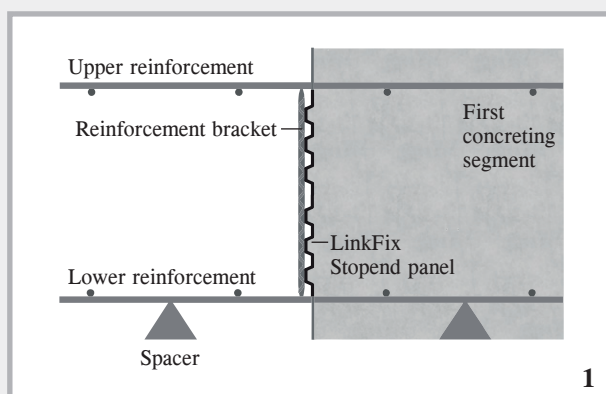 Upper reinforcement
Reinforcement bracket
First
concreting
segment
LinkFix
Stopend panel
Lower reinforcement
Spacer
1